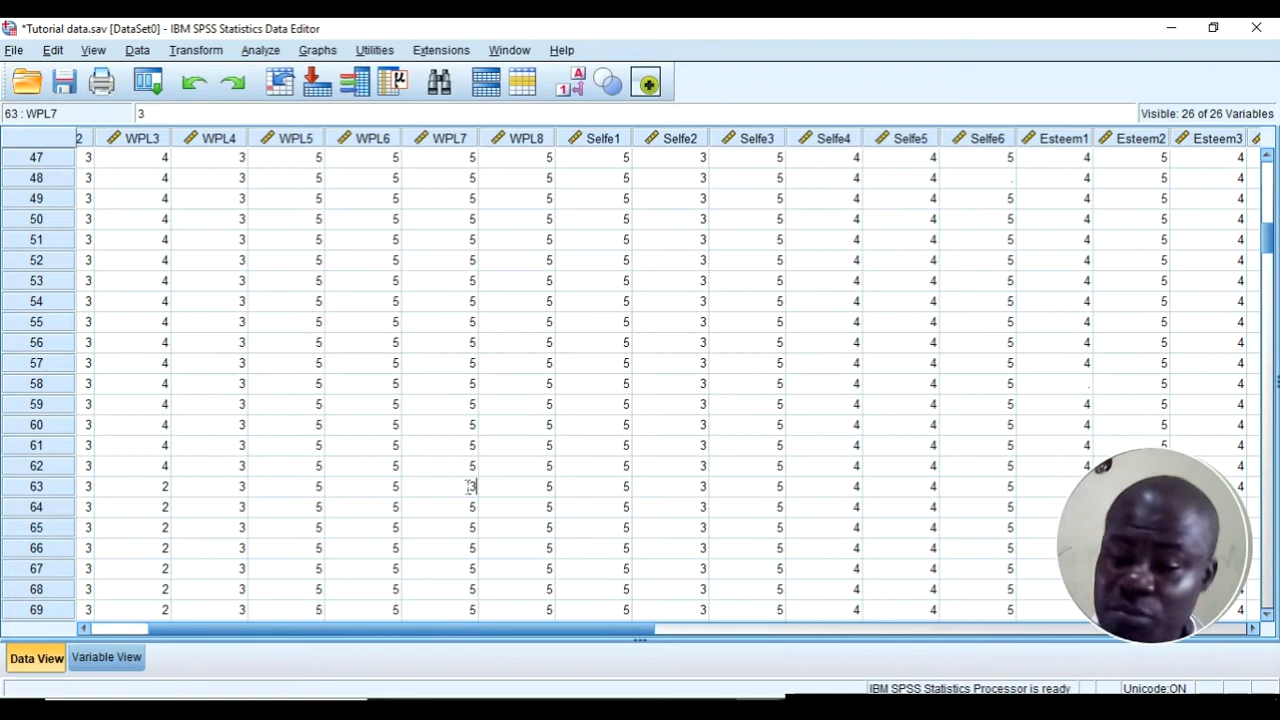 *Tutorial data.sav [DataSet0] - IBM SPSS Statistics Data Editor
File Edit View Data Transform Analyze Graphs Utilities Extensions Window Help
63 : WPL7 3 Visible: 26 of 26 Variables
2 WPL3 WPL4 WPL5 WPL6 WPL7 WPL8 Selfe1 Selfe2 Selfe3 Selfe4 Selfe5 Selfe6 Esteem1 Esteem2 Esteem3
47 3 4 3 5 5 5 5 5 3 5 4 4 5 4 5 4
48 3 4 3 5 5 5 5 5 3 5 4 4 . 4 5 4
49 3 4 3 5 5 5 5 5 3 5 4 4 5 4 5 4
50 3 4 3 5 5 5 5 5 3 5 4 4 5 4 5 4
51 3 4 3 5 5 5 5 5 3 5 4 4 5 4 5 4
52 3 4 3 5 5 5 5 5 3 5 4 4 5 4 5 4
53 3 4 3 5 5 5 5 5 3 5 4 4 5 4 5 4
54 3 4 3 5 5 5 5 5 3 5 4 4 5 4 5 4
55 3 4 3 5 5 5 5 5 3 5 4 4 5 4 5 4
56 3 4 3 5 5 5 5 5 3 5 4 4 5 4 5 4
57 3 4 3 5 5 5 5 5 3 5 4 4 5 4 5 4
58 3 4 3 5 5 5 5 5 3 5 4 4 5 . 5 4
59 3 4 3 5 5 5 5 5 3 5 4 4 5 4 5 4
60 3 4 3 5 5 5 5 5 3 5 4 4 5 4 5 4
61 3 4 3 5 5 5 5 5 3 5 4 4 5 4 5 4
62 3 4 3 5 5 5 5 5 3 5 4 4 5 4 4
63 3 2 3 5 5 3 5 5 3 5 4 4 5 4
64 3 2 3 5 5 5 5 5 3 5 4 4 5 4
65 3 2 3 5 5 5 5 5 3 5 4 4 5 4
66 3 2 3 5 5 5 5 5 3 5 4 4 5
67 3 2 3 5 5 5 5 5 3 5 4 4 5
68 3 2 3 5 5 5 5 5 3 5 4 4 5
69 3 2 3 5 5 5 5 5 3 5 4 4 5 4
Data View Variable View
IBM SPSS Statistics Processor is ready Unicode:ON